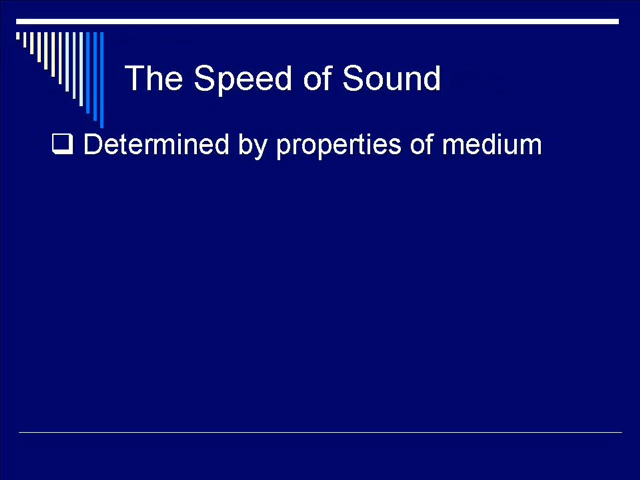 The Speed of Sound
❑ Determined by properties of medium